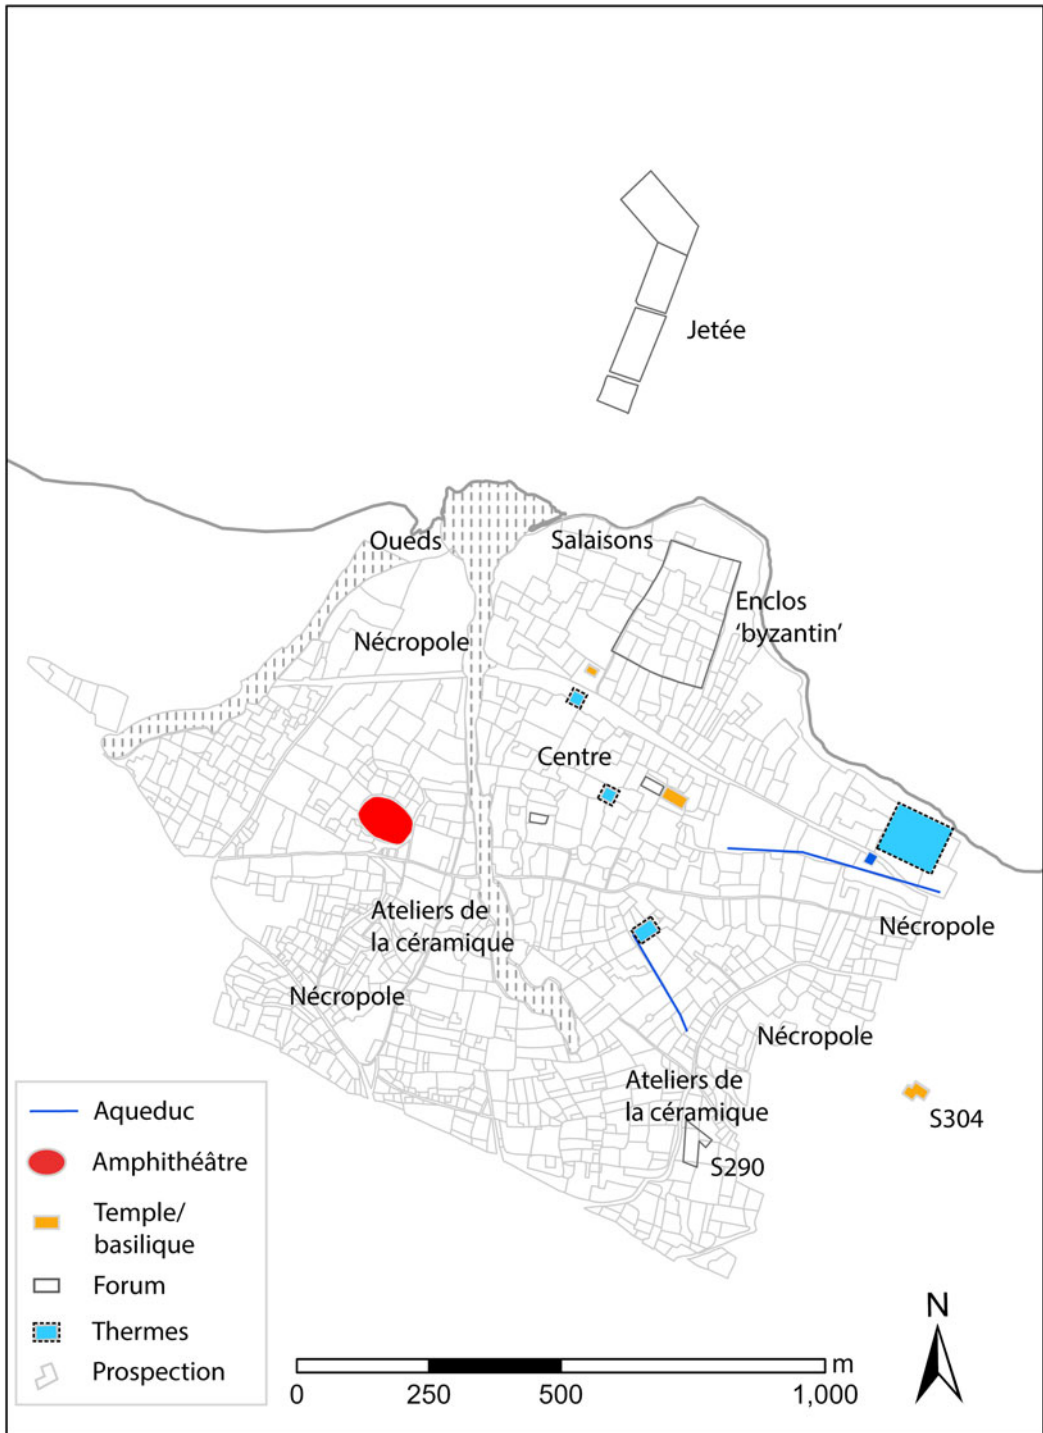 Jetée
Oueds
Salaisons
Enclos
'byzantin'
Nécropole
Centre
Ateliers de
la céramique
Nécropole
Nécropole
Nécropole
Ateliers de
la céramique
S304
S290
Aqueduc
Amphithéâtre
Temple/
basilique
Forum
Thermes
Prospection
N
m
0 250 500 1,000